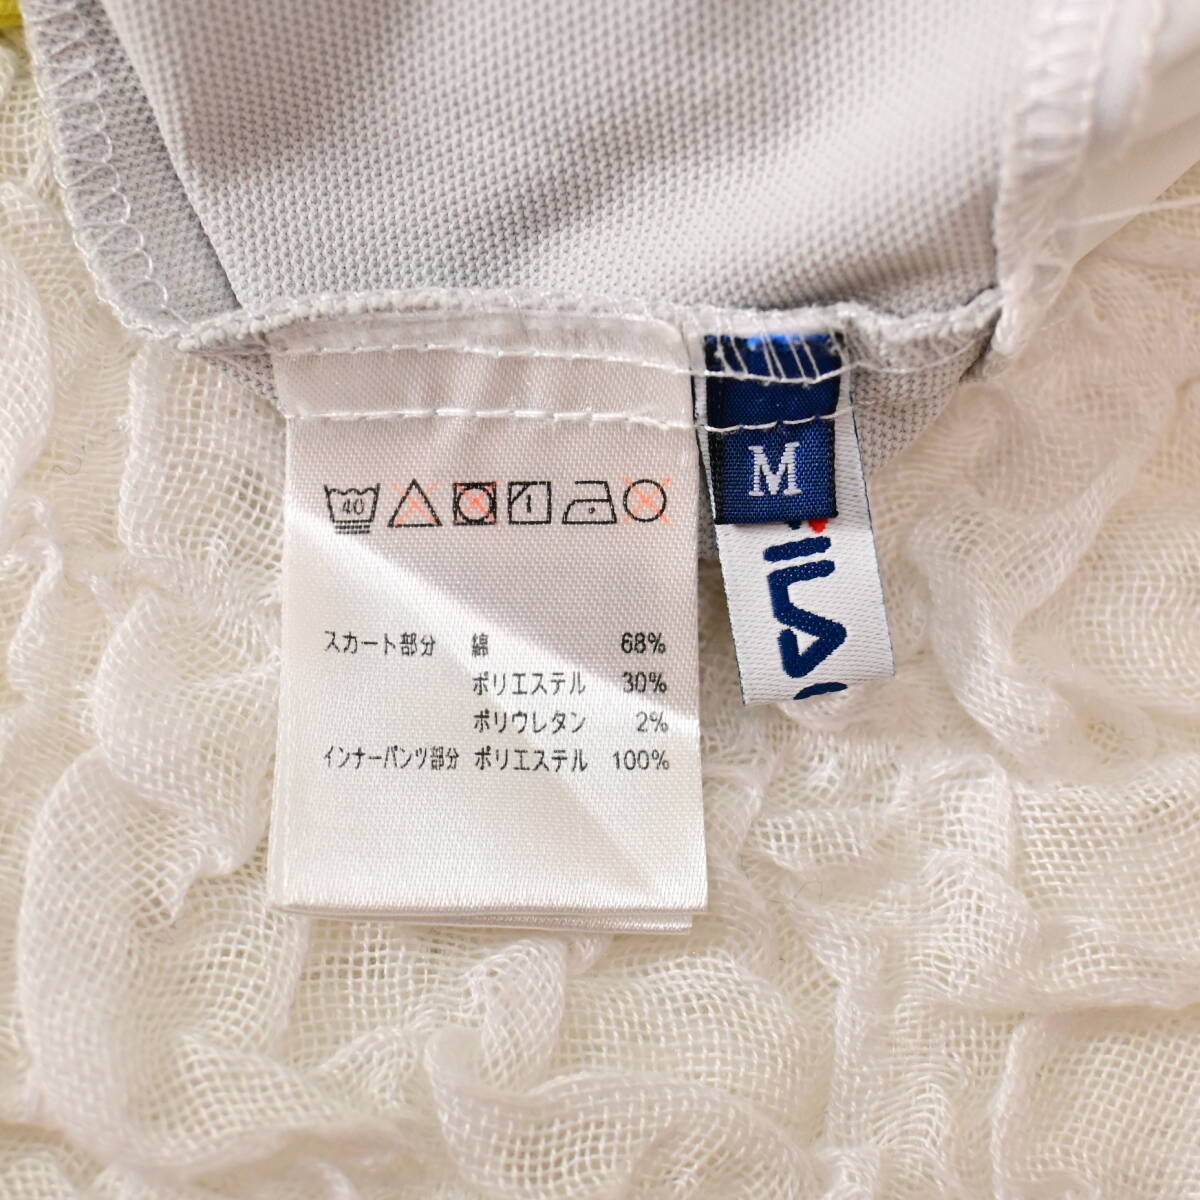 M
FILA
40
1
スカート部分 綿 68%
ポリエステル 30%
ポリウレタン 2%
インナーパンツ部分 ポリエステル 100%